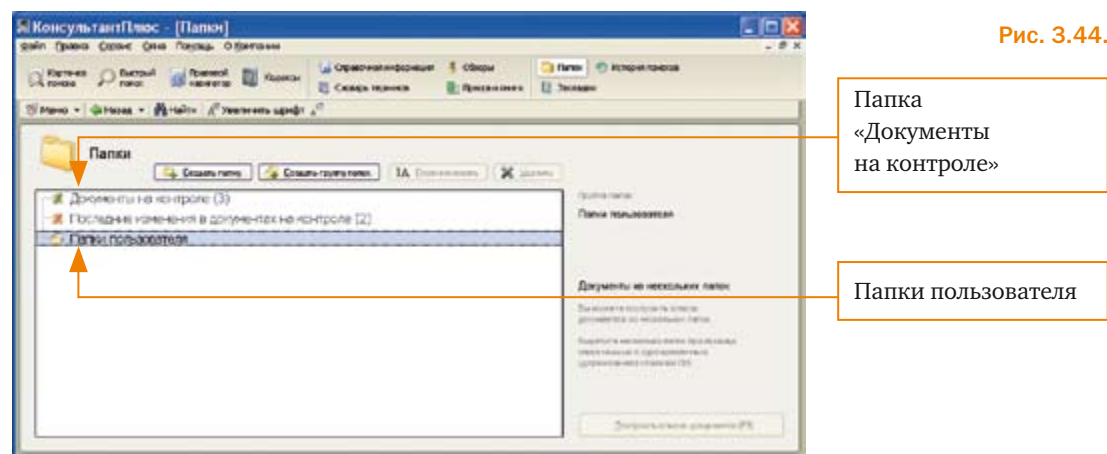 КонсультантПлюс - [Папки]
Рис. 3.44.
Файл Правка Сервис Окна Помощь О Компании
Карточка поиска
Быстрый поиск
Правовой навигатор
Кодексы
Справочная информация
Словарь терминов
Обзоры
Папки
История поисков
Закладки
Меню Назад Найти Увеличить шрифт
Папка
«Документы
на контроле»
Папки
Создать папку Создать группу папок
Документы на контроле (3)
Последние изменения в документах на контроле (2)
Папки пользователя
Группа папок:
Папки пользователя
Документы из нескольких папок
Папки пользователя